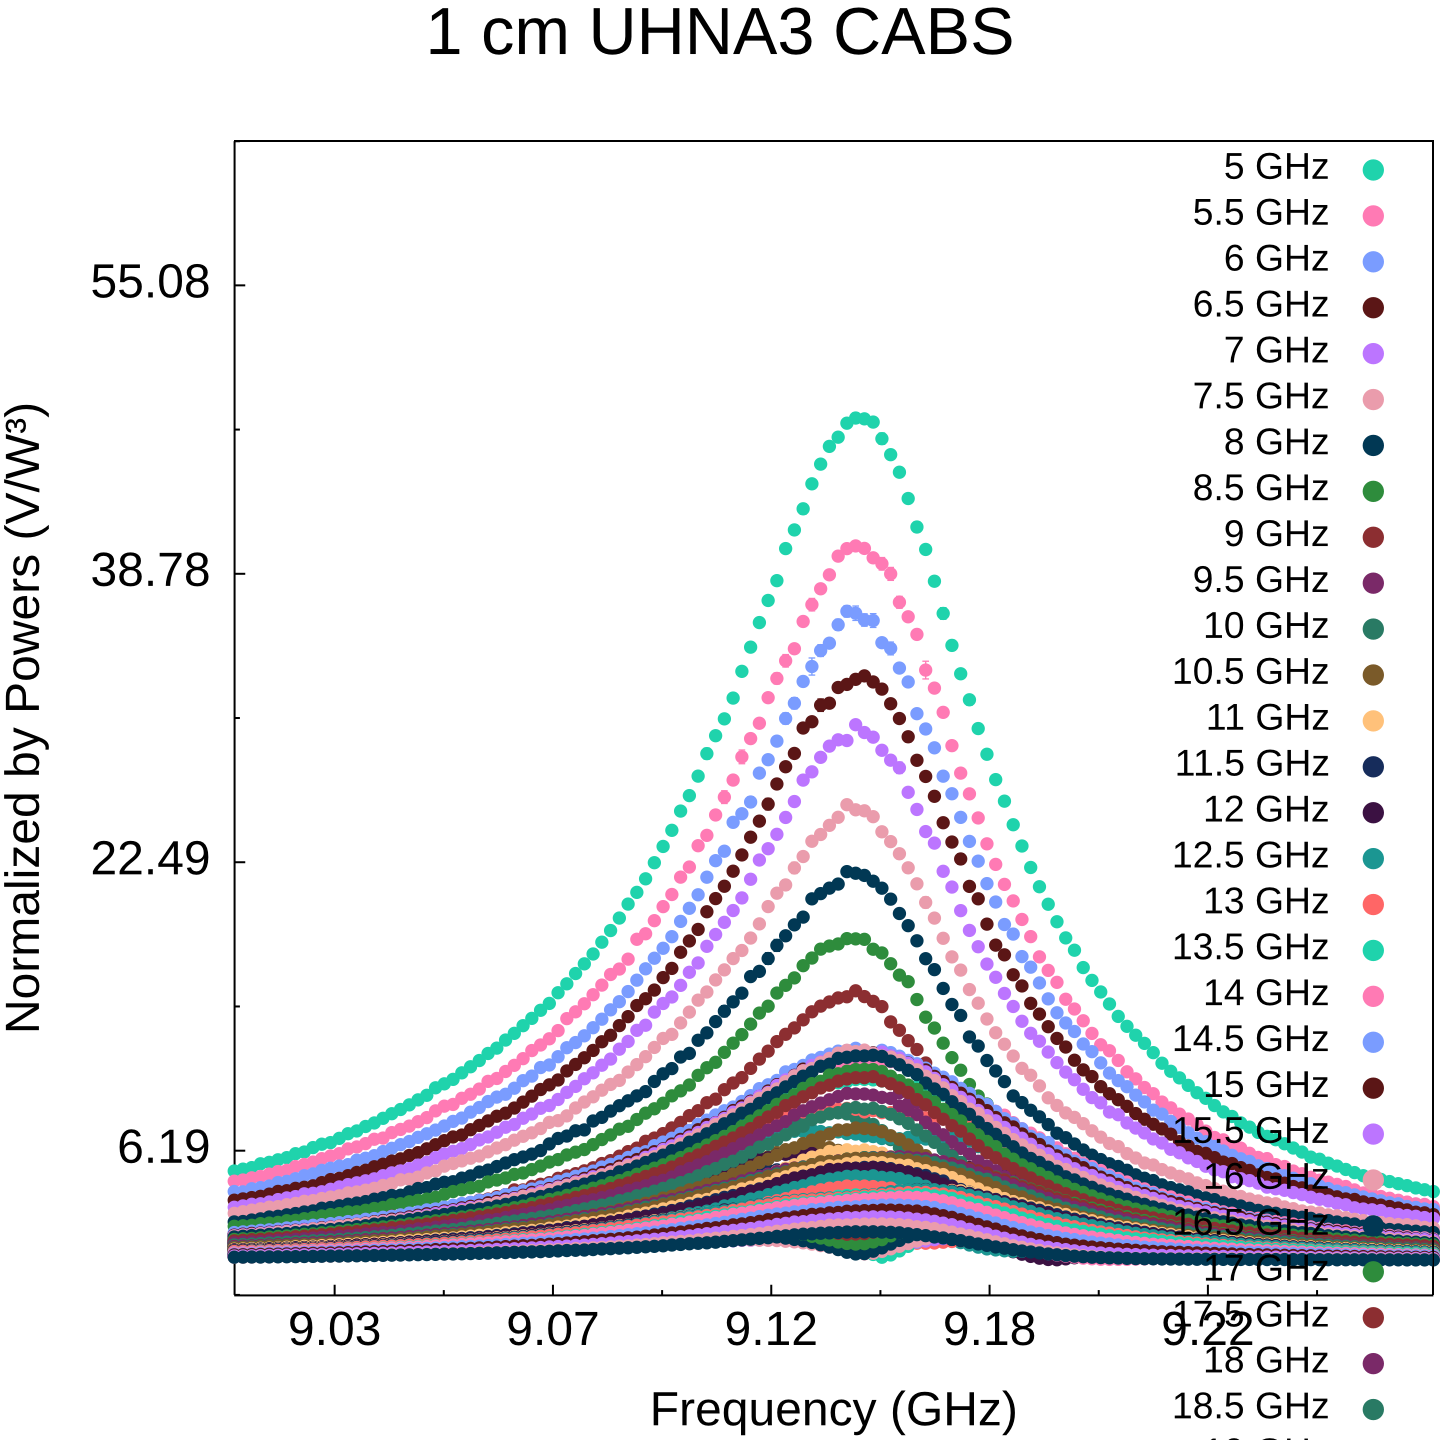 1 cm UHNA3 CABS
Normalized by Powers (V/W³)
55.08
38.78
22.49
6.19
5 GHz
5.5 GHz
6 GHz
6.5 GHz
7 GHz
7.5 GHz
8 GHz
8.5 GHz
9 GHz
9.5 GHz
10 GHz
10.5 GHz
11 GHz
11.5 GHz
12 GHz
12.5 GHz
13 GHz
13.5 GHz
14 GHz
14.5 GHz
15 GHz
15.5 GHz
16 GHz
16.5 GHz
17 GHz
17.5 GHz
18 GHz
18.5 GHz
9.03
9.07
9.12
9.18
9.22
Frequency (GHz)